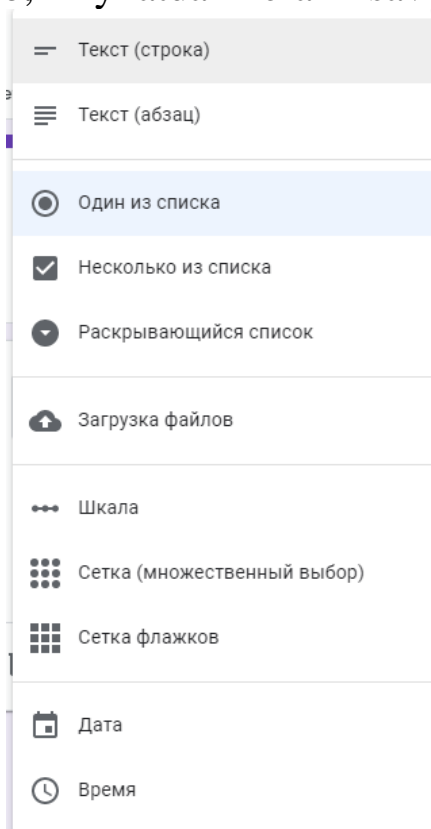 Текст (строка)
Текст (абзац)
Один из списка
Несколько из списка
Раскрывающийся список
Загрузка файлов
Шкала
Сетка (множественный выбор)
Сетка флажков
Дата
Время